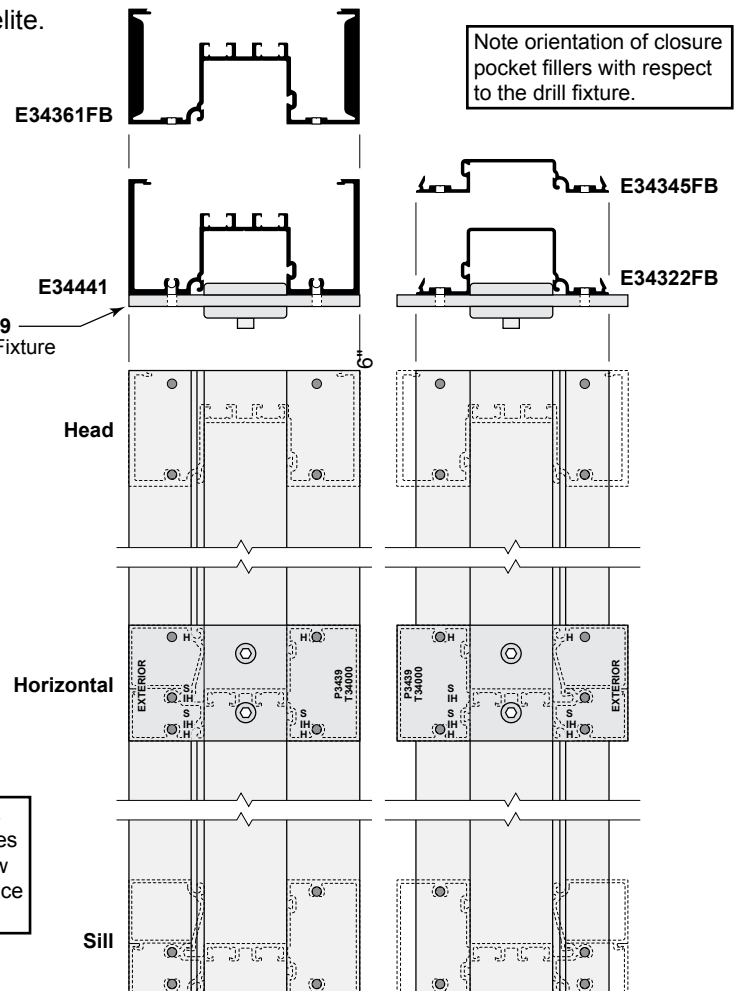 elite.
Note orientation of closure
pocket fillers with respect
to the drill fixture.
E34361FB
E34345FB
E34441
E34322FB
9
Fixture
6"
Head
Horizontal
EXTERIOR
H
S
IH
S
IH
H
H
S
IH
H
P3439
T34000
P3439
T34000
H
S
IH
S
IH
H
H
S
IH
H
EXTERIOR
es
w
ce
Sill